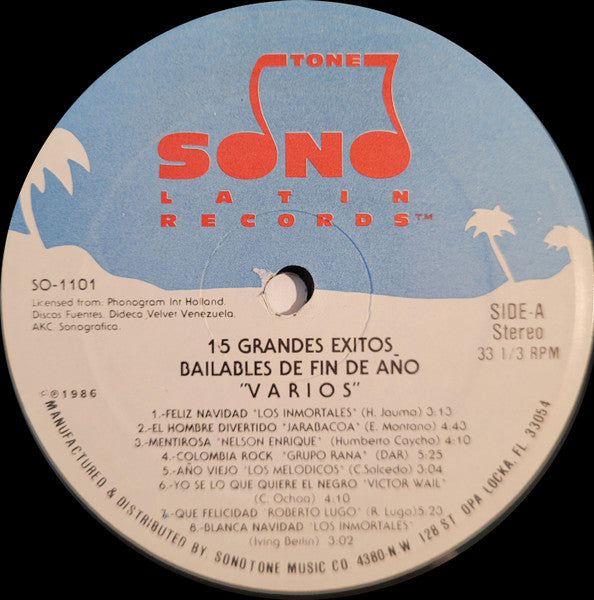 TONE
SONO
LATIN
RECORDS™
SO-1101
Licensed from: Phonogram Int Holland,
Discos Fuentes, Dideca Velvet Venezuela,
AKC. Sonografica.
SIDE-A
Stereo
33 1/3 RPM
15 GRANDES EXITOS
BAILABLES DE FIN DE AÑO
"VARIOS"
℗©1986
1.-FELIZ NAVIDAD "LOS INMORTALES" (H. Jauma) 3:13
2.-EL HOMBRE DIVERTIDO "JARABACOA" (E. Montano) 4:43
3.-MENTIROSA "NELSON ENRIQUE" (Humberto Caycho) 4:10
4.-COLOMBIA ROCK "GRUPO RANA" (DAR) 5:25
5.-AÑO VIEJO "LOS MELODICOS" (C.Salcedo) 3:04
6.-YO SE LO QUE QUIERE EL NEGRO "VICTOR WAIL"
(C. Ochoa) 4:10
7.-QUE FELICIDAD "ROBERTO LUGO" (R. Lugo)5:23
8.-BLANCA NAVIDAD "LOS INMORTALES"
(Iving Berlin) 3:02
MANUFACTURED & DISTRIBUTED BY: SONOTONE MUSIC CO. 4380-N W 128 ST OPA LOCKA, FL 33054